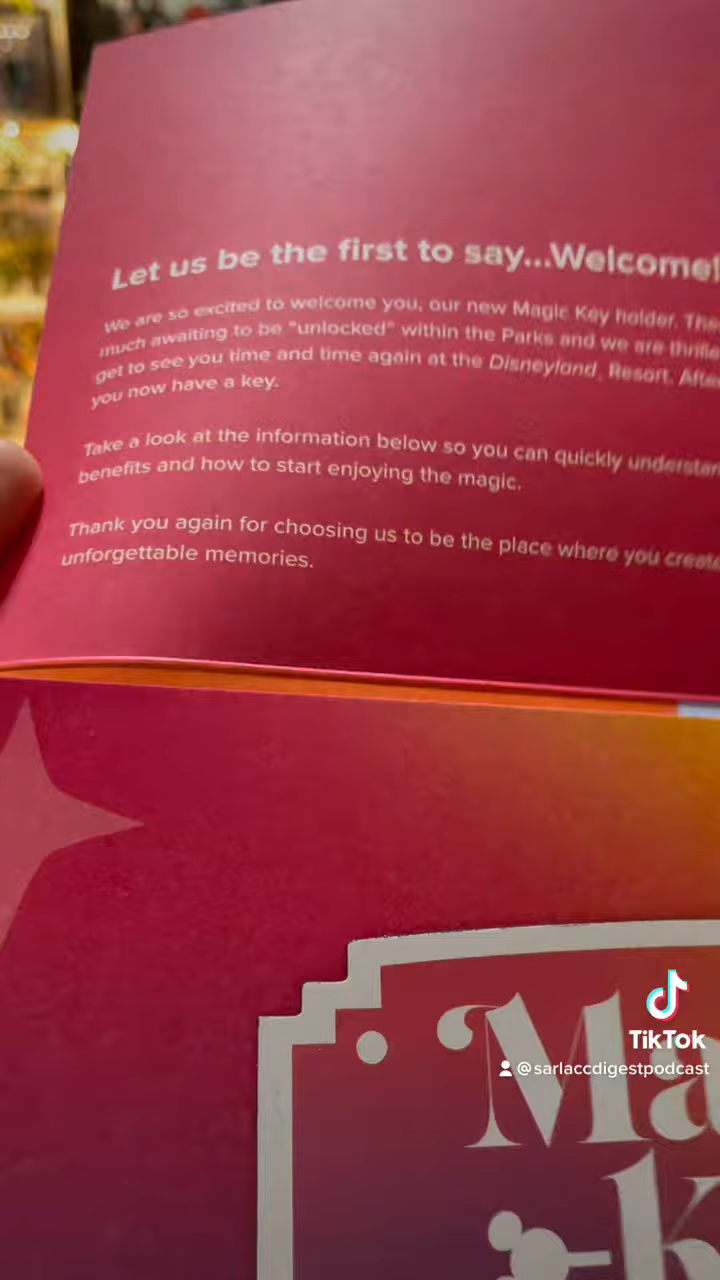 Let us be the first to say...Welcome!
We are so excited to welcome you, our new Magic Key holder. The
much awaiting to be "unlocked" within the Parks and we are
get to see you time and time again at the Disneyland, Resort.
you now have a key.
Take a look at the information below so you can quickly
benefits and how to start enjoying the magic.
Thank you again for choosing us to be the place where you
unforgettable memories.
Ma
K
TikTok
@sarlaccdigestpodcast